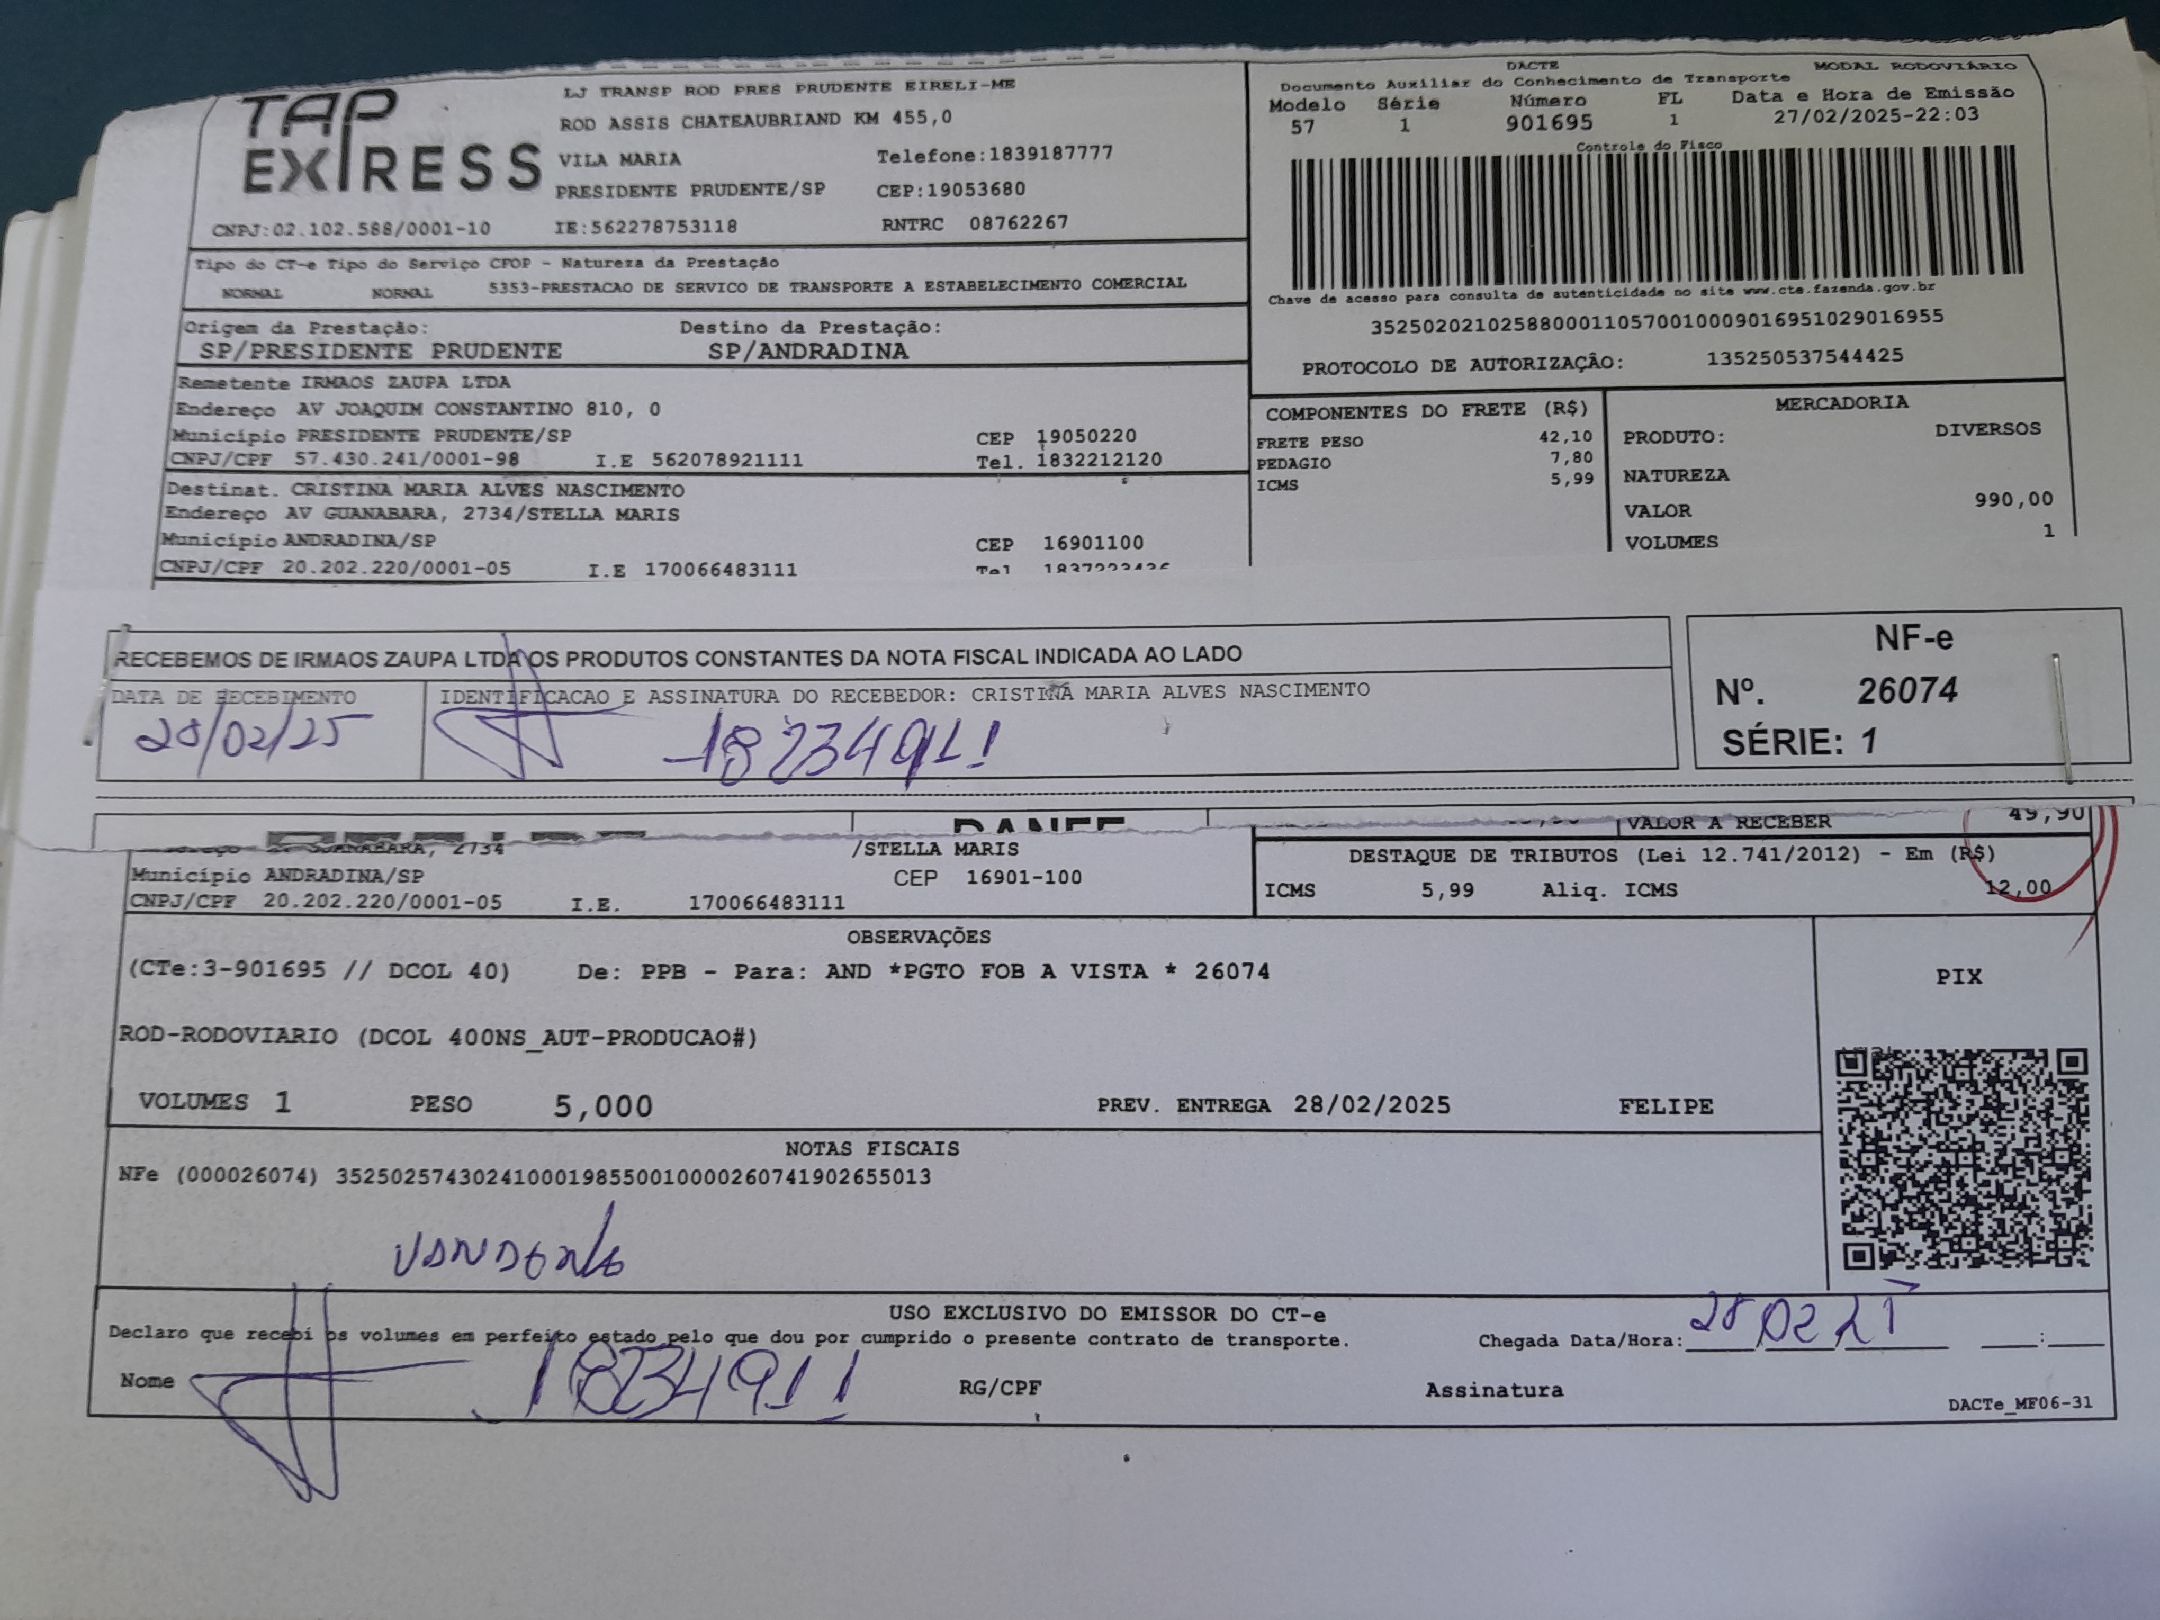 TAP EXPRESS
LJ TRANSP ROD PRES PRUDENTE EIRELI-ME
ROD ASSIS CHATEAUBRIAND KM 455,0
VILA MARIA Telefone:1839187777
PRESIDENTE PRUDENTE/SP CEP:19053680
CNPJ:02.102.588/0001-10 IE:562278753118 RNTRC 08762267
DACTE MODAL RODOVIÁRIO
Documento Auxiliar do Conhecimento de Transporte
Modelo Série Número FL Data e Hora de Emissão
57 1 901695 1 27/02/2025-22:03
Controle do Fisco
Chave de acesso para consulta de autenticidade no site www.cte.fazenda.gov.br
35250202102588000110570010009016951029016955
PROTOCOLO DE AUTORIZAÇÃO: 135250537544425
Tipo do CT-e Tipo do Serviço CFOP - Natureza da Prestação
NORMAL NORMAL 5353-PRESTACAO DE SERVICO DE TRANSPORTE A ESTABELECIMENTO COMERCIAL
Origem da Prestação: Destino da Prestação:
SP/PRESIDENTE PRUDENTE SP/ANDRADINA
Remetente IRMAOS ZAUPA LTDA
Endereço AV JOAQUIM CONSTANTINO 810, 0
Município PRESIDENTE PRUDENTE/SP CEP 19050220
CNPJ/CPF 57.430.241/0001-98 I.E 562078921111 Tel. 1832212120
Destinat. CRISTINA MARIA ALVES NASCIMENTO
Endereço AV GUANABARA, 2734/STELLA MARIS
Município ANDRADINA/SP CEP 16901100
CNPJ/CPF 20.202.220/0001-05 I.E 170066483111 Tel 1837223436
COMPONENTES DO FRETE (R$)
FRETE PESO 42,10
PEDAGIO 7,80
ICMS 5,99
MERCADORIA
PRODUTO: DIVERSOS
NATUREZA
VALOR 990,00
VOLUMES 1
RECEBEMOS DE IRMAOS ZAUPA LTDA OS PRODUTOS CONSTANTES DA NOTA FISCAL INDICADA AO LADO
DATA DE RECEBIMENTO IDENTIFICACAO E ASSINATURA DO RECEBEDOR: CRISTINA MARIA ALVES NASCIMENTO
28/02/25 18234911
NF-e
Nº. 26074
SÉRIE: 1
DANFE
VALOR A RECEBER 49,90
GUANABARA, 2734 /STELLA MARIS
Município ANDRADINA/SP CEP 16901-100
CNPJ/CPF 20.202.220/0001-05 I.E. 170066483111
DESTAQUE DE TRIBUTOS (Lei 12.741/2012) - Em (R$)
ICMS 5,99 Aliq. ICMS 12,00
OBSERVAÇÕES
(CTe:3-901695 // DCOL 40) De: PPB - Para: AND *PGTO FOB A VISTA * 26074
ROD-RODOVIARIO (DCOL 400NS_AUT-PRODUCAO#)
VOLUMES 1 PESO 5,000 PREV. ENTREGA 28/02/2025 FELIPE
PIX
NOTAS FISCAIS
NFe (000026074) 35250257430241000198550010000260741902655013
USO EXCLUSIVO DO EMISSOR DO CT-e
Declaro que recebi os volumes em perfeito estado pelo que dou por cumprido o presente contrato de transporte. Chegada Data/Hora: 28 02 25 :
Nome 18234911 RG/CPF Assinatura
DACTe_MF06-31